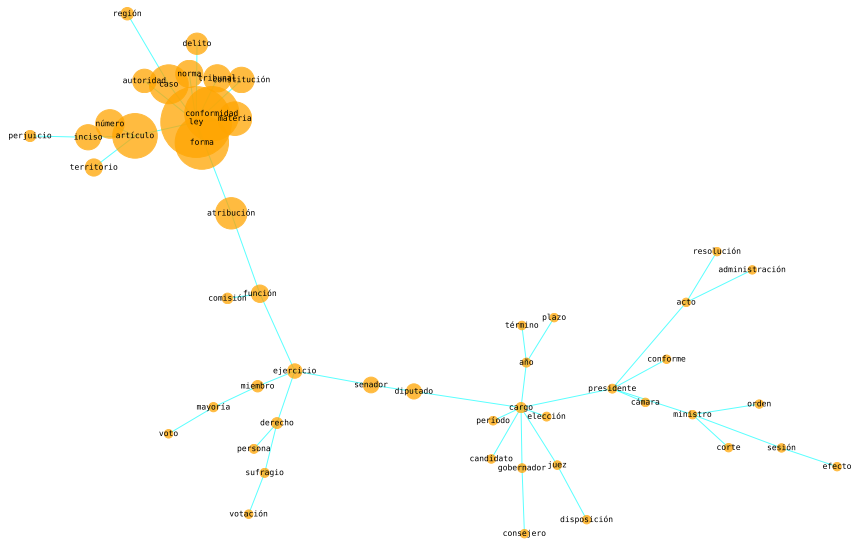 región
delito
norma
tribunal
autoridad
caso
constitución
conformidad
materia
ley
número
artículo
inciso
perjuicio
forma
territorio
atribución
resolución
administración
función
comisión
acto
plazo
término
conforme
año
ejercicio
senador
miembro
diputado
presidente
cámara
orden
mayoría
cargo
ministro
elección
periodo
derecho
voto
persona
corte
sesión
candidato
gobernador
juez
efecto
sufragio
votación
disposición
consejero